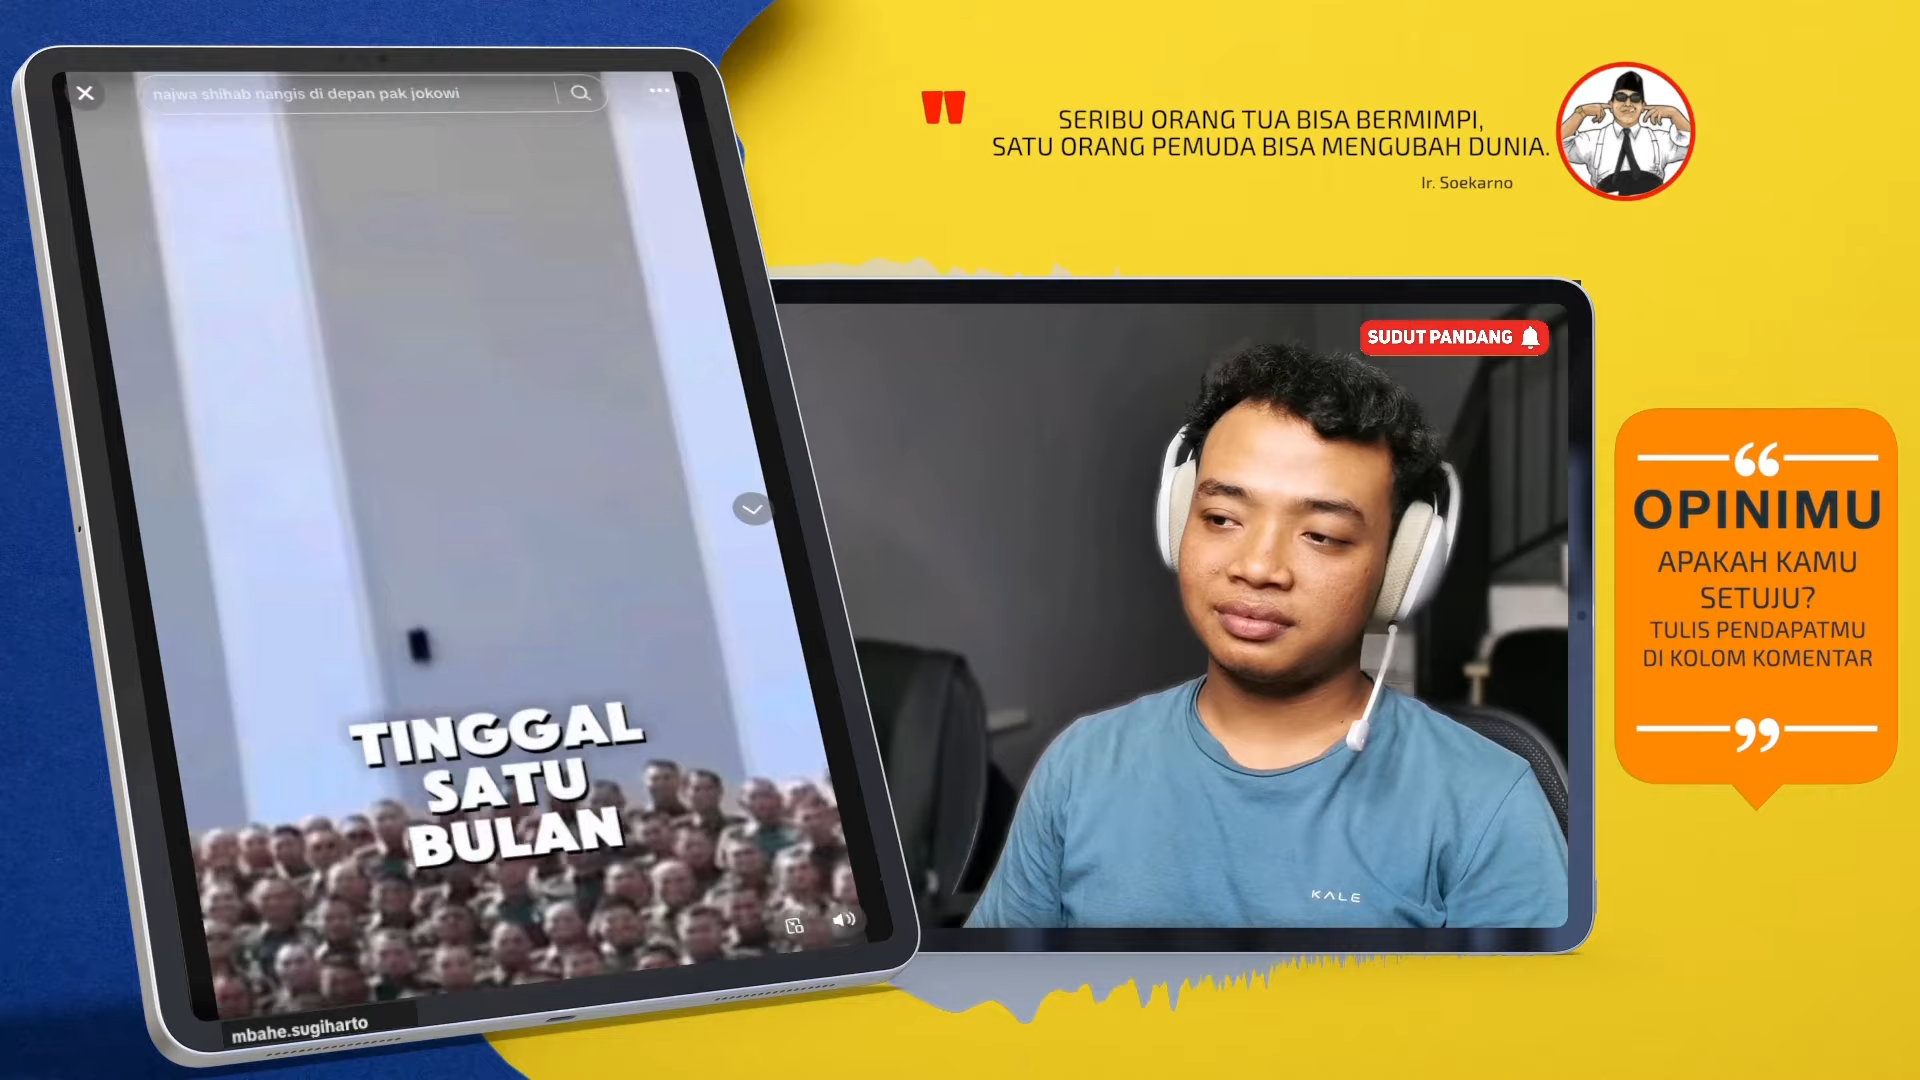 najwa shihab nangis di depan pak jokowi
TINGGAL
SATU
BULAN
mbahe.sugiharto
SERIBU ORANG TUA BISA BERMIMPI,
SATU ORANG PEMUDA BISA MENGUBAH DUNIA.
Ir. Soekarno
SUDUT PANDANG
KALE
OPINIMU
APAKAH KAMU
SETUJU?
TULIS PENDAPATMU
DI KOLOM KOMENTAR